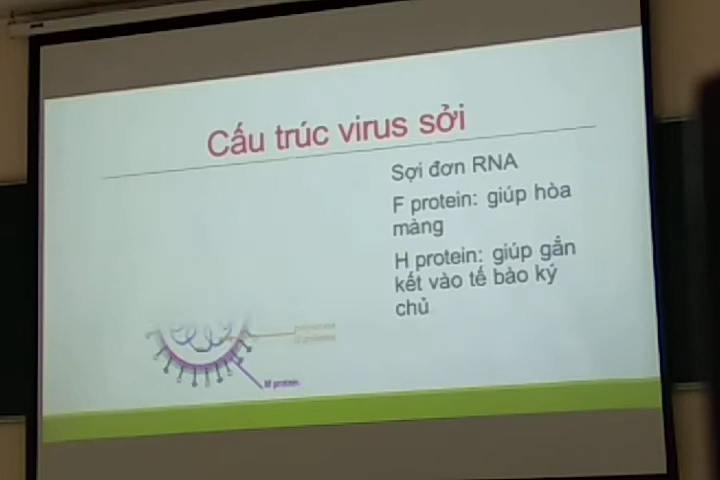 Cấu trúc virus sởi
Sợi đơn RNA
F protein: giúp hòa
màng
H protein: giúp gắn
kết vào tế bào ký
chủ
M protein